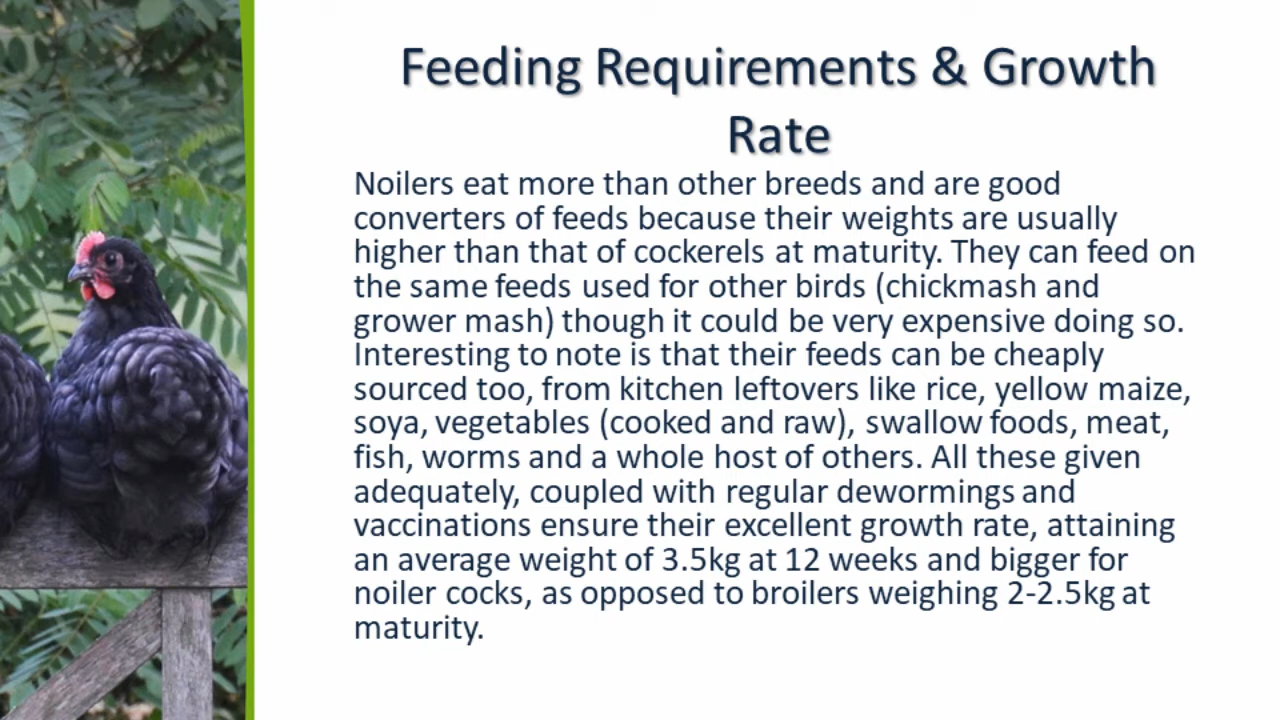 Feeding Requirements & Growth
Rate
Noilers eat more than other breeds and are good
converters of feeds because their weights are usually
higher than that of cockerels at maturity. They can feed on
the same feeds used for other birds (chickmash and
grower mash) though it could be very expensive doing so.
Interesting to note is that their feeds can be cheaply
sourced too, from kitchen leftovers like rice, yellow maize,
soya, vegetables (cooked and raw), swallow foods, meat,
fish, worms and a whole host of others. All these given
adequately, coupled with regular dewormings and
vaccinations ensure their excellent growth rate, attaining
an average weight of 3.5kg at 12 weeks and bigger for
noiler cocks, as opposed to broilers weighing 2-2.5kg at
maturity.